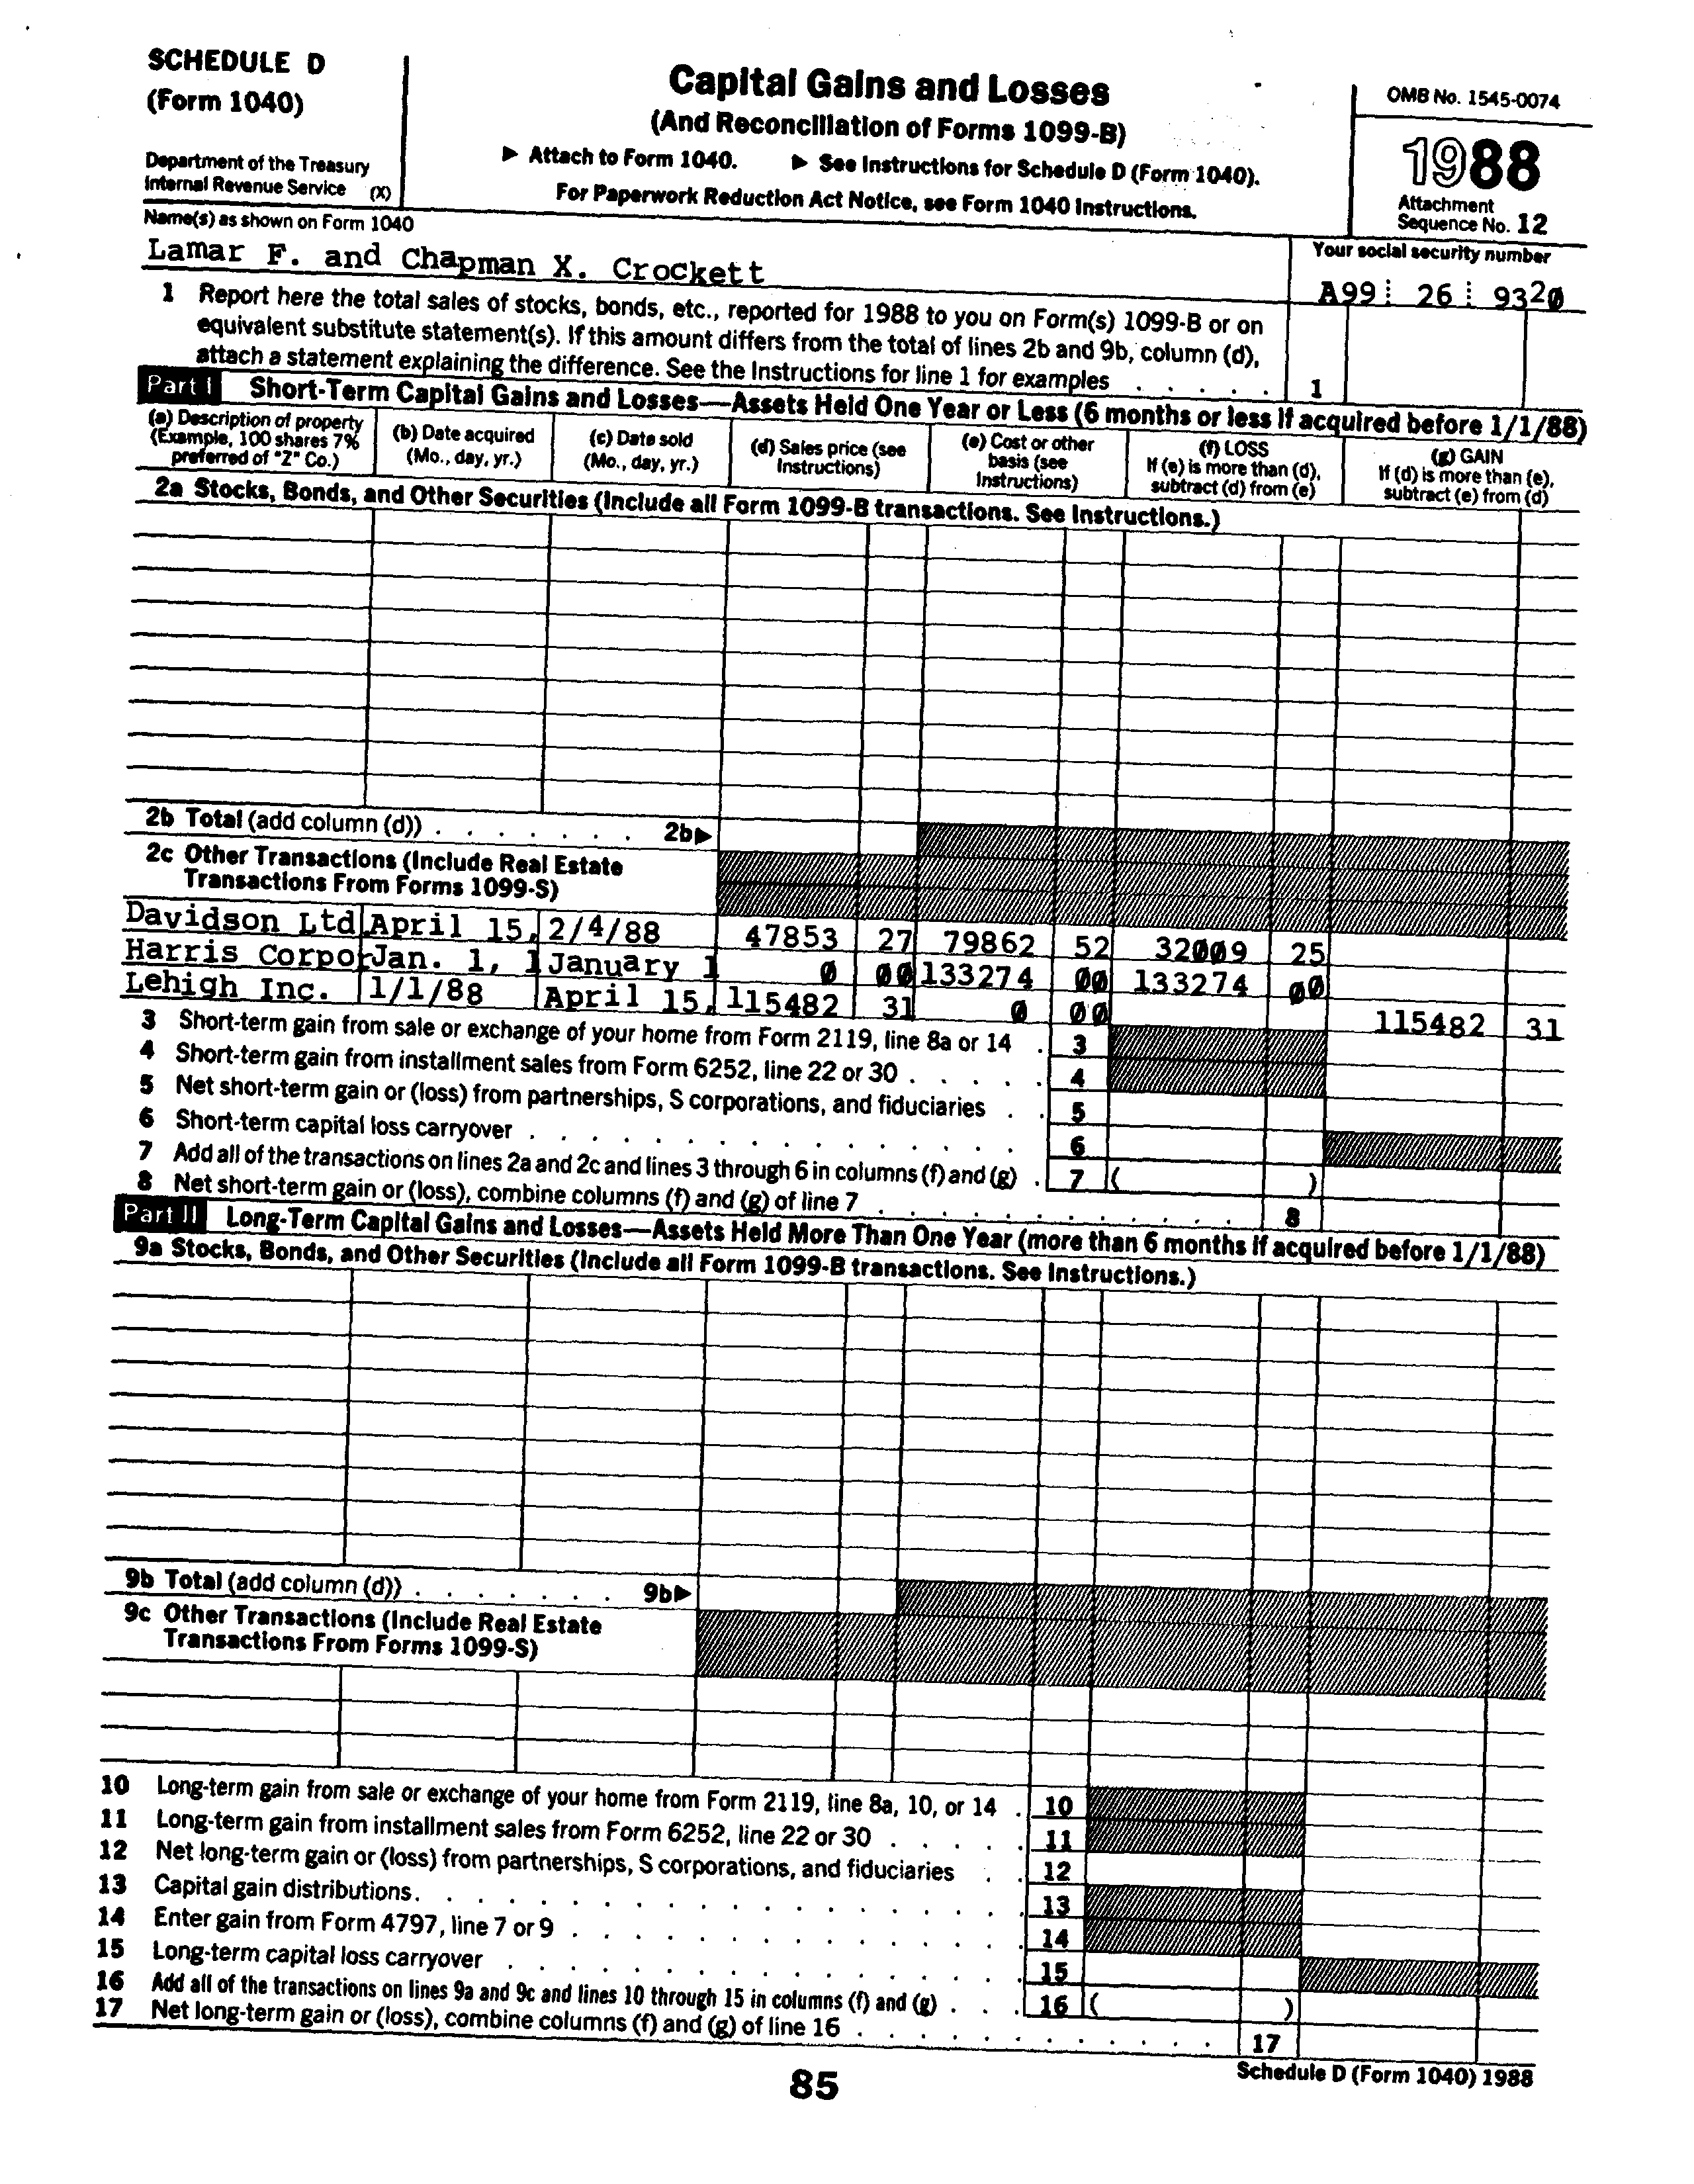 SCHEDULE D
(Form 1040)
Department of the Treasury
Internal Revenue Service (X)
Capital Gains and Losses
(And Reconciliation of Forms 1099-B)
▶ Attach to Form 1040. ▶ See Instructions for Schedule D (Form 1040).
For Paperwork Reduction Act Notice, see Form 1040 Instructions.
OMB No. 1545-0074
1988
Attachment
Sequence No. 12
Name(s) as shown on Form 1040
Lamar F. and Chapman X. Crockett
Your social security number
A99 26 9320
1 Report here the total sales of stocks, bonds, etc., reported for 1988 to you on Form(s) 1099-B or on
equivalent substitute statement(s). If this amount differs from the total of lines 2b and 9b, column (d),
attach a statement explaining the difference. See the Instructions for line 1 for examples . . . . . 1
Part I Short-Term Capital Gains and Losses—Assets Held One Year or Less (6 months or less if acquired before 1/1/88)
(a) Description of property
(Example, 100 shares 7%
preferred of "Z" Co.)
(b) Date acquired
(Mo., day, yr.)
(c) Date sold
(Mo., day, yr.)
(d) Sales price (see
Instructions)
(e) Cost or other
basis (see
Instructions)
(f) LOSS
If (e) is more than (d),
subtract (d) from (e)
(g) GAIN
If (d) is more than (e),
subtract (e) from (d)
2a Stocks, Bonds, and Other Securities (Include all Form 1099-B transactions. See Instructions.)
2b Total (add column (d)) . . . . . . . 2b▶
2c Other Transactions (Include Real Estate
Transactions From Forms 1099-S)
Davidson Ltd April 15, 2/4/88 47853 27 79862 52 32009 25
Harris Corpor Jan. 1, 1 January 1 0 00 133274 00 133274 00
Lehigh Inc. 1/1/88 April 15, 115482 31 0 00 115482 31
3 Short-term gain from sale or exchange of your home from Form 2119, line 8a or 14 . 3
4 Short-term gain from installment sales from Form 6252, line 22 or 30 . . . . . 4
5 Net short-term gain or (loss) from partnerships, S corporations, and fiduciaries . . 5
6 Short-term capital loss carryover . . . . . . . . . . . . . . . 6
7 Add all of the transactions on lines 2a and 2c and lines 3 through 6 in columns (f) and (g) . 7 ( )
8 Net short-term gain or (loss), combine columns (f) and (g) of line 7 . . . . . . . . . . . 8
Part II Long-Term Capital Gains and Losses—Assets Held More Than One Year (more than 6 months if acquired before 1/1/88)
9a Stocks, Bonds, and Other Securities (Include all Form 1099-B transactions. See Instructions.)
9b Total (add column (d)) . . . . . . . 9b▶
9c Other Transactions (Include Real Estate
Transactions From Forms 1099-S)
10 Long-term gain from sale or exchange of your home from Form 2119, line 8a, 10, or 14 . 10
11 Long-term gain from installment sales from Form 6252, line 22 or 30 . . . . . 11
12 Net long-term gain or (loss) from partnerships, S corporations, and fiduciaries . . 12
13 Capital gain distributions. . . . . . . . . . . . . . . . . . 13
14 Enter gain from Form 4797, line 7 or 9 . . . . . . . . . . . . . 14
15 Long-term capital loss carryover . . . . . . . . . . . . . . . 15
16 Add all of the transactions on lines 9a and 9c and lines 10 through 15 in columns (f) and (g) . . . 16 ( )
17 Net long-term gain or (loss), combine columns (f) and (g) of line 16 . . . . . . . . . . . . 17
85
Schedule D (Form 1040) 1988